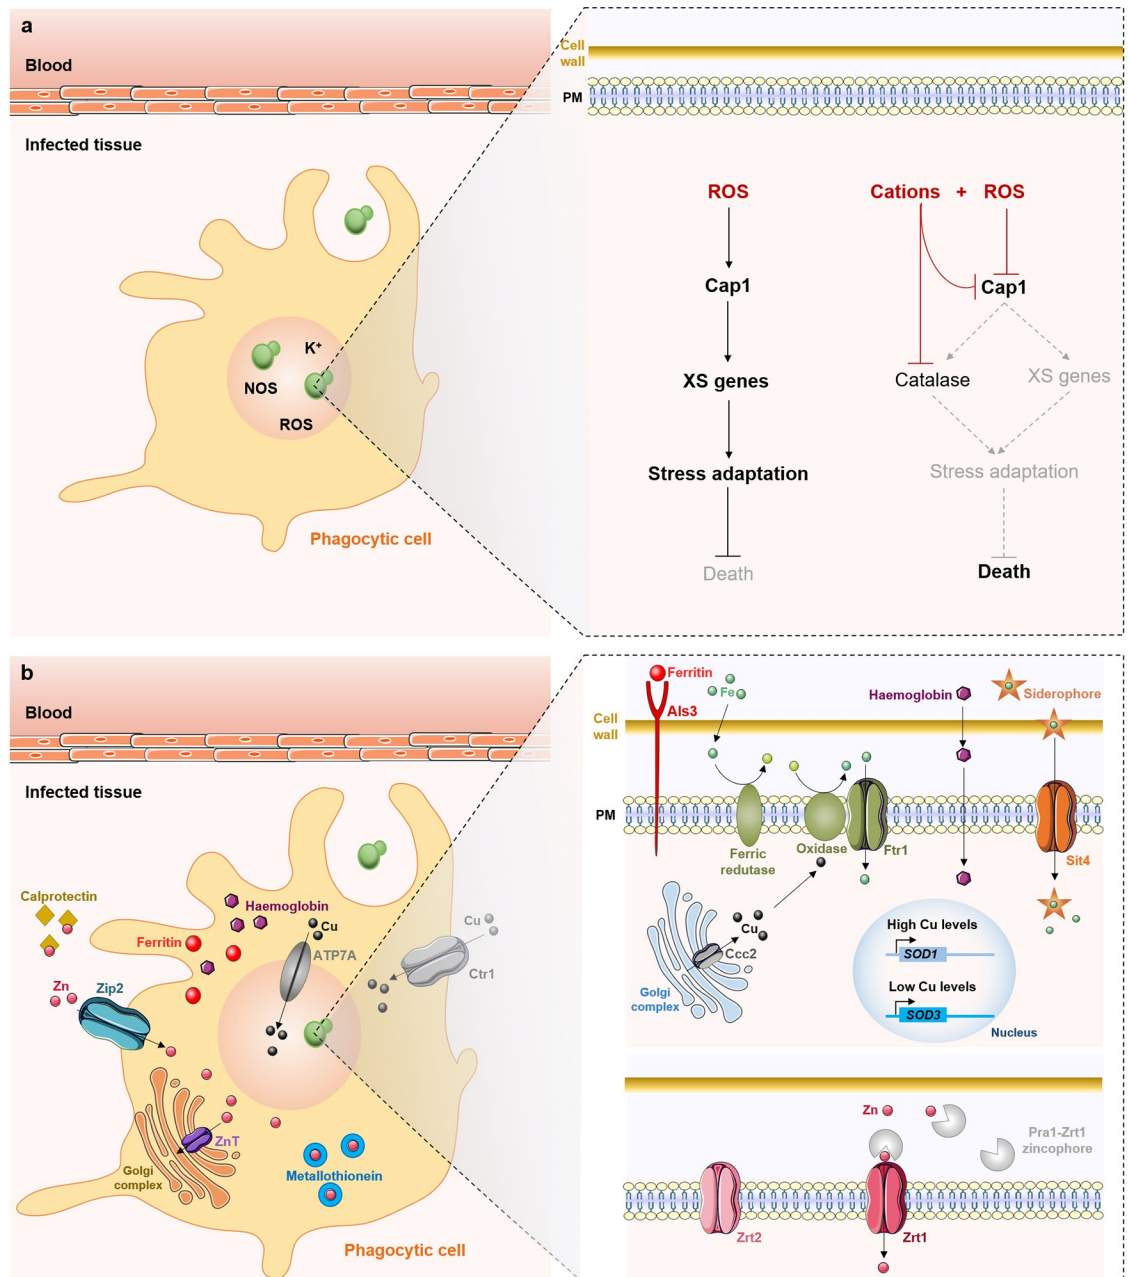 a
Blood
Infected tissue
K⁺
NOS
ROS
Phagocytic cell
Cell
wall
PM
ROS
Cations + ROS
Cap1
Cap1
XS genes
Catalase
XS genes
Stress adaptation
Stress adaptation
Death
Death
b
Blood
Infected tissue
Calprotectin
Haemoglobin
Ferritin
Cu
ATP7A
Cu
Ctr1
Zn
Zip2
ZnT
Golgi
complex
Metallothionein
Phagocytic cell
Ferritin
Als3
Fe
Haemoglobin
Siderophore
Cell
wall
PM
Ferric
redutase
Oxidase
Ftr1
Sit4
Cu
Ccc2
Golgi
complex
High Cu levels
SOD1
Low Cu levels
SOD3
Nucleus
Zn
Pra1-Zrt1
zincophore
Zrt2
Zrt1